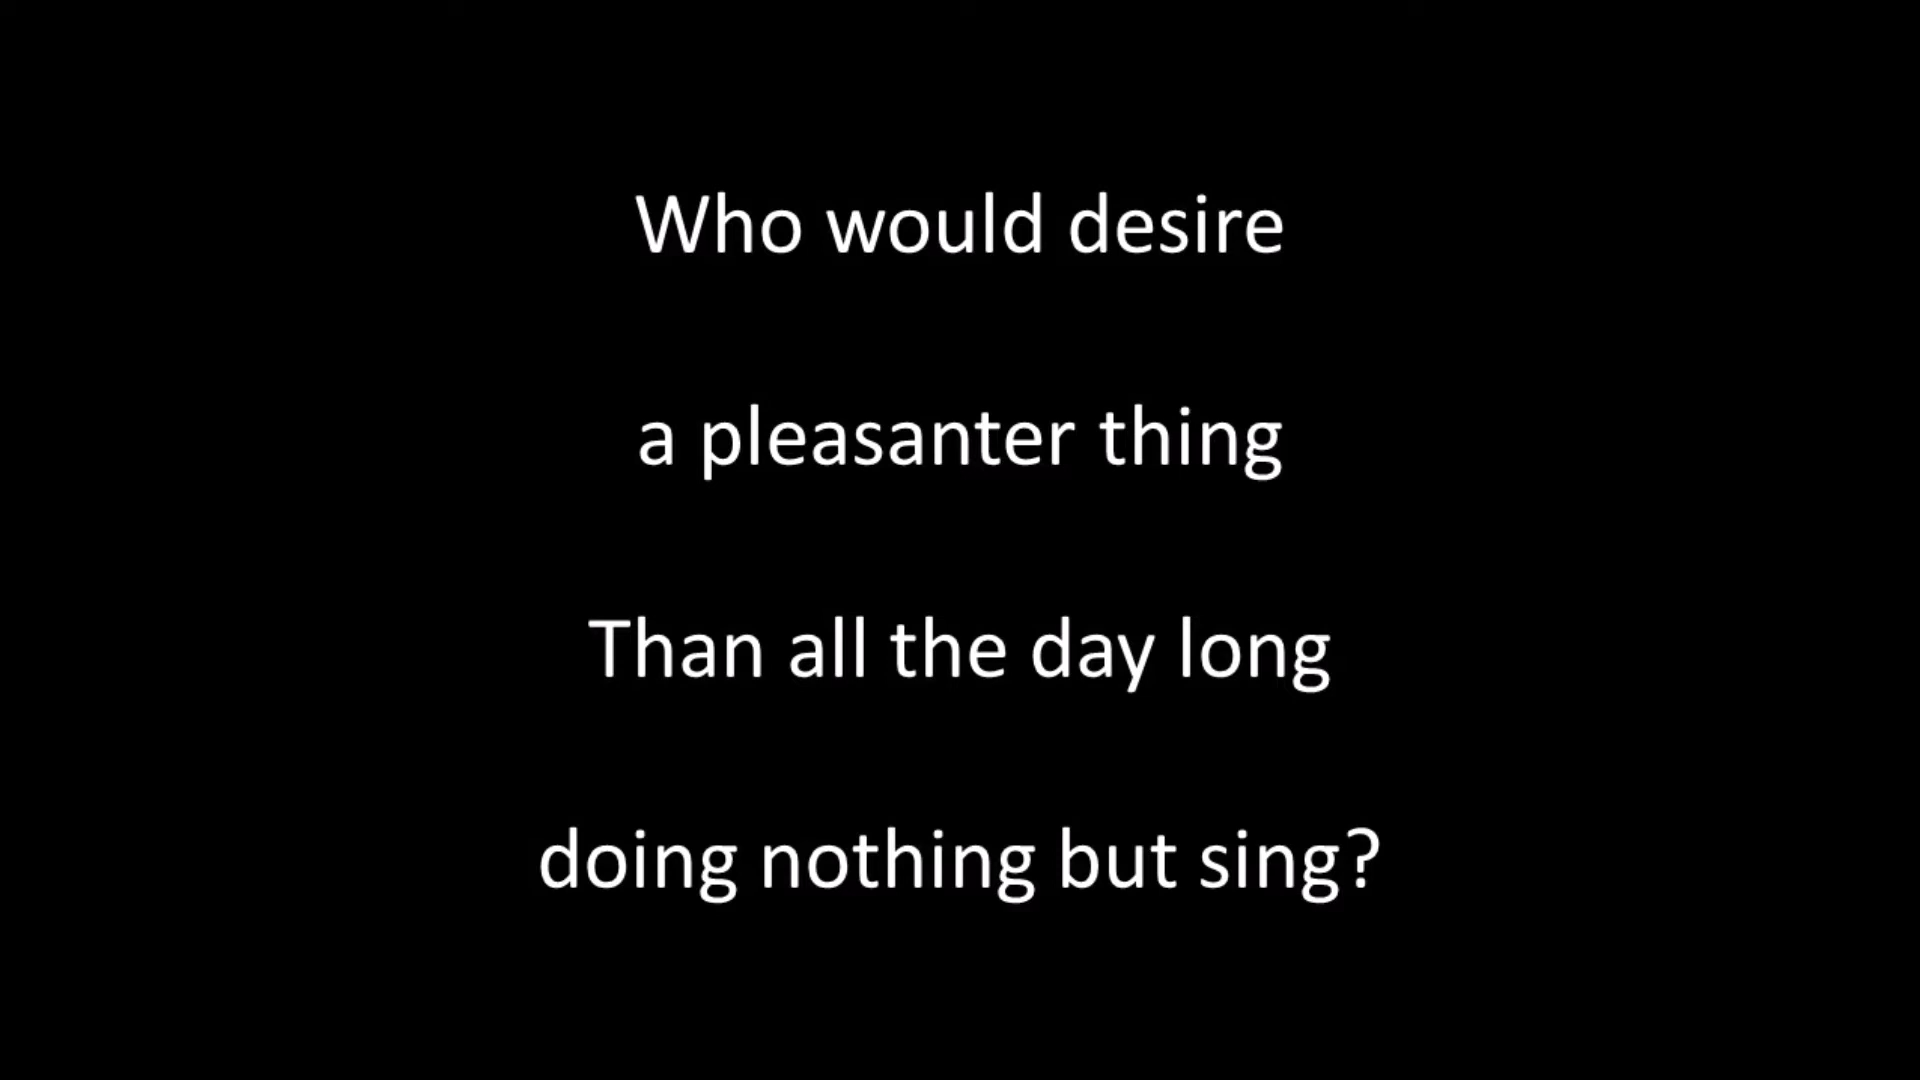 Who would desire
a pleasanter thing
Than all the day long
doing nothing but sing?